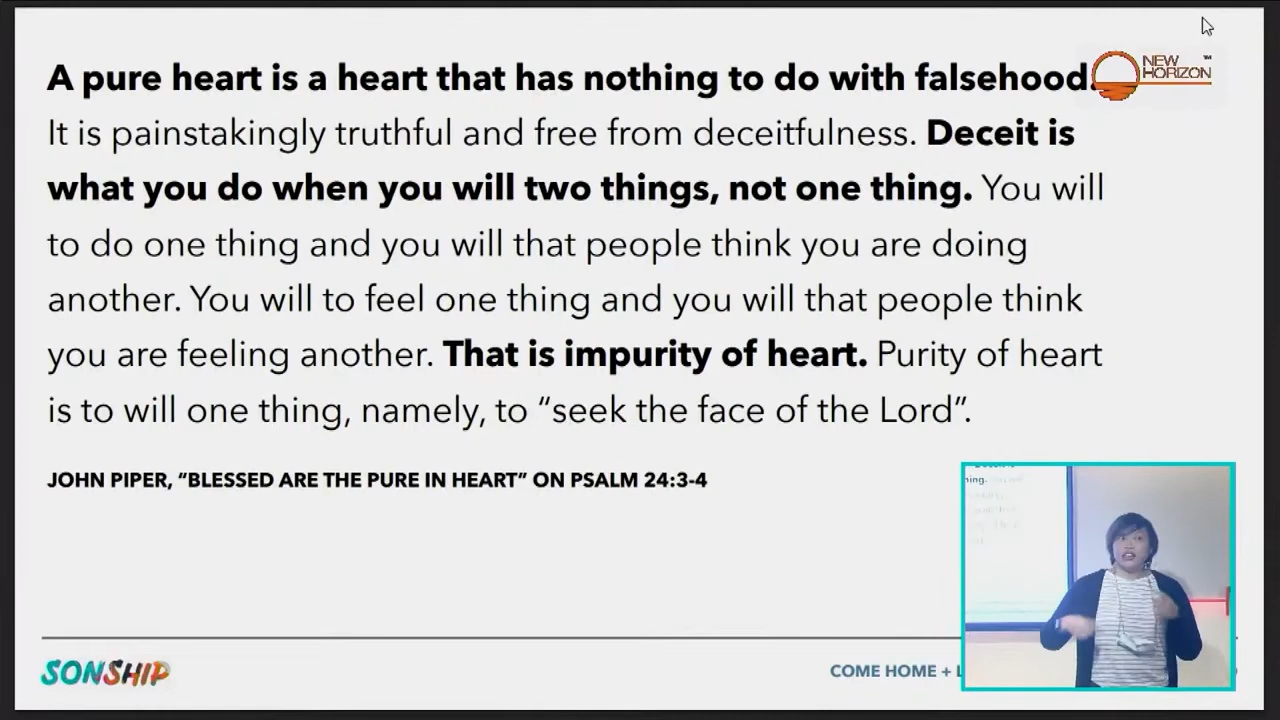 A pure heart is a heart that has nothing to do with falsehood.
NEW
HORIZON
™
It is painstakingly truthful and free from deceitfulness. Deceit is
what you do when you will two things, not one thing. You will
to do one thing and you will that people think you are doing
another. You will to feel one thing and you will that people think
you are feeling another. That is impurity of heart. Purity of heart
is to will one thing, namely, to “seek the face of the Lord”.
JOHN PIPER, “BLESSED ARE THE PURE IN HEART” ON PSALM 24:3-4
SONSHIP
COME HOME +